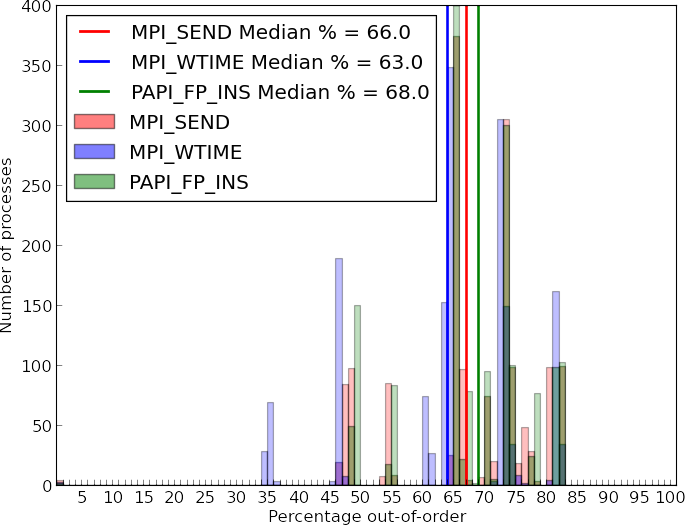 400
350
300
250
200
150
100
50
0
Number of processes
MPI_SEND Median % = 66.0
MPI_WTIME Median % = 63.0
PAPI_FP_INS Median % = 68.0
MPI_SEND
MPI_WTIME
PAPI_FP_INS
5 10 15 20 25 30 35 40 45 50 55 60 65 70 75 80 85 90 95 100
Percentage out-of-order